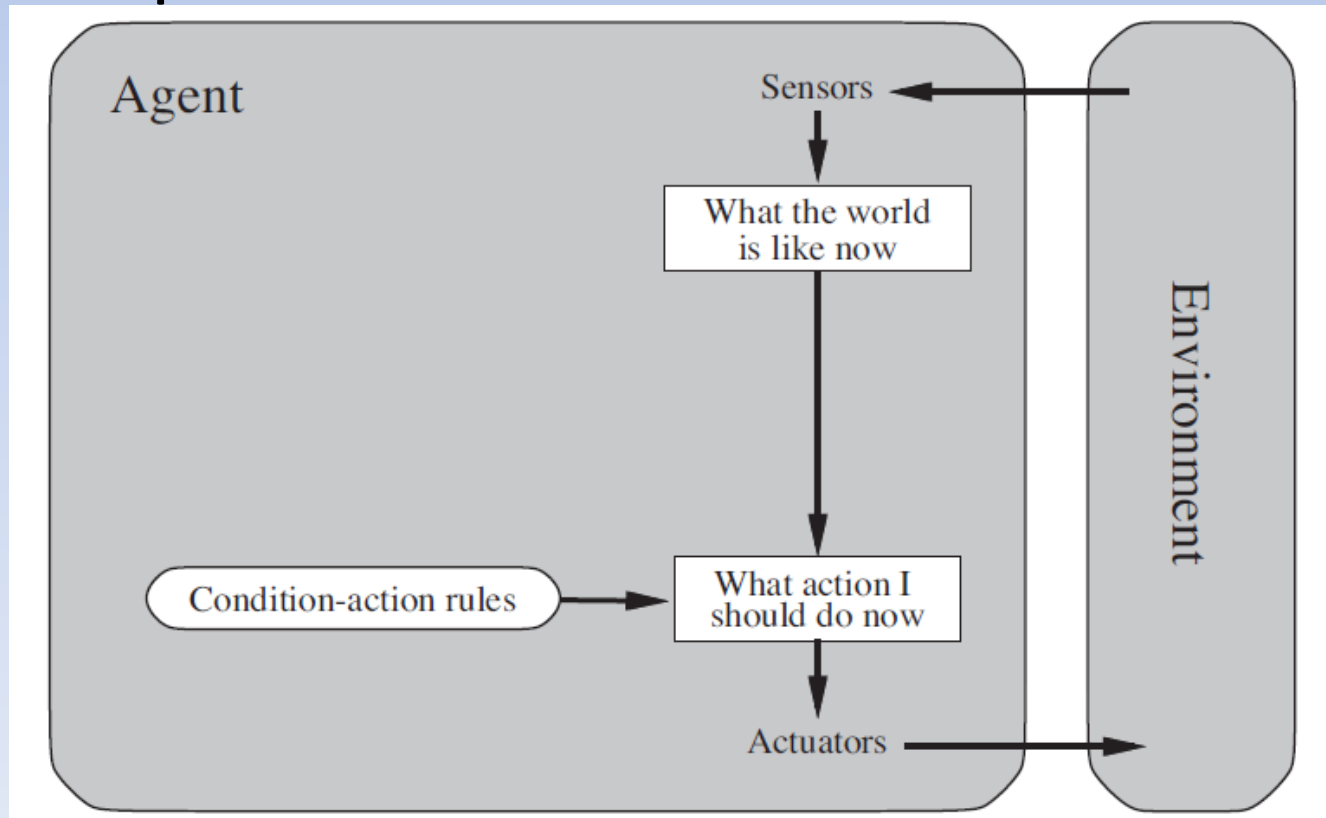 Agent
Sensors
What the world
is like now
Environment
Condition-action rules
What action I
should do now
Actuators